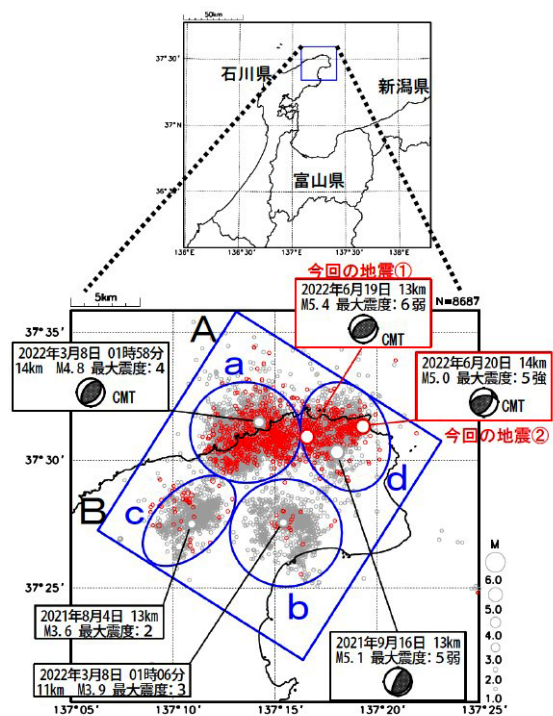 50km
37°30'
石川県
新潟県
37°N
富山県
36°30'
136°E
136°30'
137°E
137°30'
138°E
今回の地震①
5km
N=8687
2022年6月19日 13km
M5.4 最大震度:6弱
CMT
37°35'
A
2022年3月8日 01時58分
14km M4.8 最大震度:4
CMT
a
2022年6月20日 14km
M5.0 最大震度:5強
CMT
今回の地震②
37°30'
d
B
c
b
M
6.0
5.0
4.0
3.0
2.0
1.0
37°25'
2021年8月4日 13km
M3.6 最大震度:2
2022年3月8日 01時06分
11km M3.9 最大震度:3
2021年9月16日 13km
M5.1 最大震度:5弱
137°05'
137°10'
137°15'
137°20'
137°25'